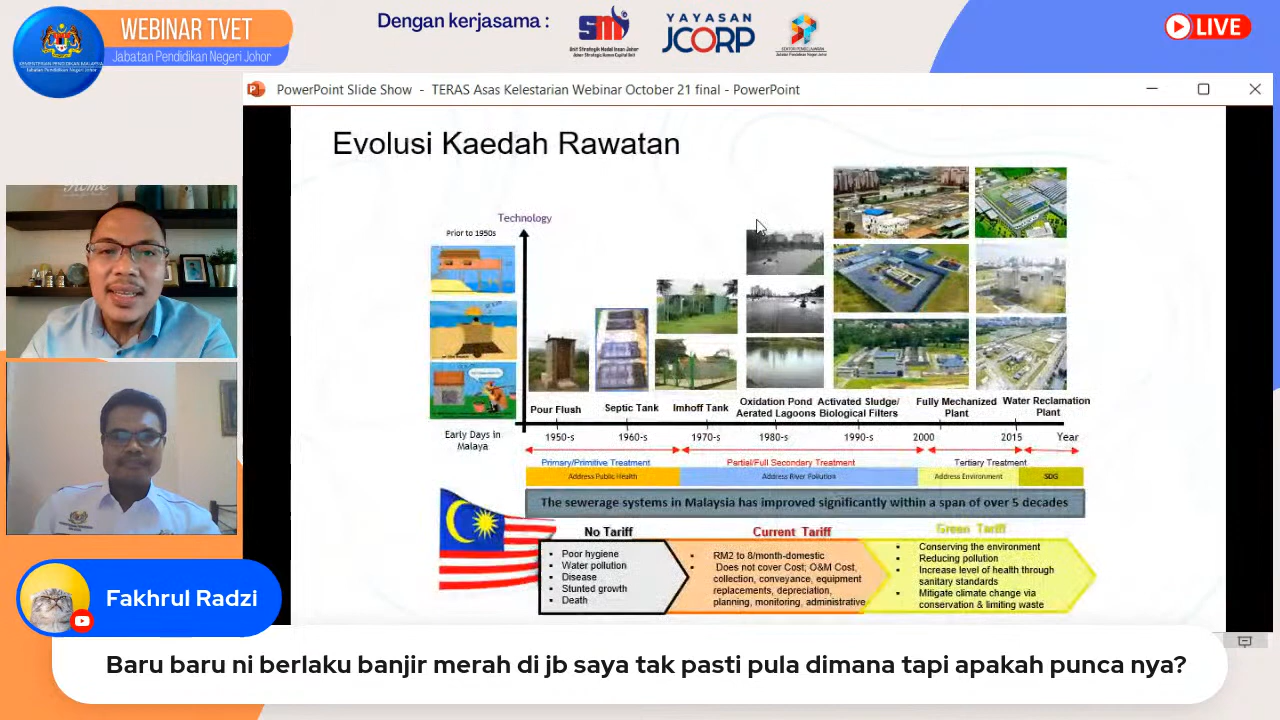 WEBINAR TVET
Jabatan Pendidikan Negeri Johor
Dengan kerjasama :
YAYASAN
JCORP
LIVE
PowerPoint Slide Show - TERAS Asas Kelestarian Webinar October 21 final - PowerPoint
Evolusi Kaedah Rawatan
Technology
Prior to 1950s
Early Days in
Malaya
Pour Flush
Septic Tank
Imhoff Tank
Oxidation Pond
Aerated Lagoons
Activated Sludge/
Biological Filters
Fully Mechanized
Plant
Water Reclamation
Plant
1950-s 1960-s 1970-s 1980-s 1990-s 2000 2015 Year
Primary/Primitive Treatment Partial/Full Secondary Treatment Tertiary Treatment
Address Public Health Address River Pollution Address Environment SDG
The sewerage systems in Malaysia has improved significantly within a span of over 5 decades
No Tariff
Poor hygiene
Water pollution
Disease
Stunted growth
Death
Current Tariff
RM2 to 8/month-domestic
Does not cover Cost; O&M Cost,
collection, conveyance, equipment
replacements, depreciation,
planning, monitoring, administrative
Green Tariff
Conserving the environment
Reducing pollution
Increase level of health through
sanitary standards
Mitigate climate change via
conservation & limiting waste
Fakhrul Radzi
Baru baru ni berlaku banjir merah di jb saya tak pasti pula dimana tapi apakah punca nya?